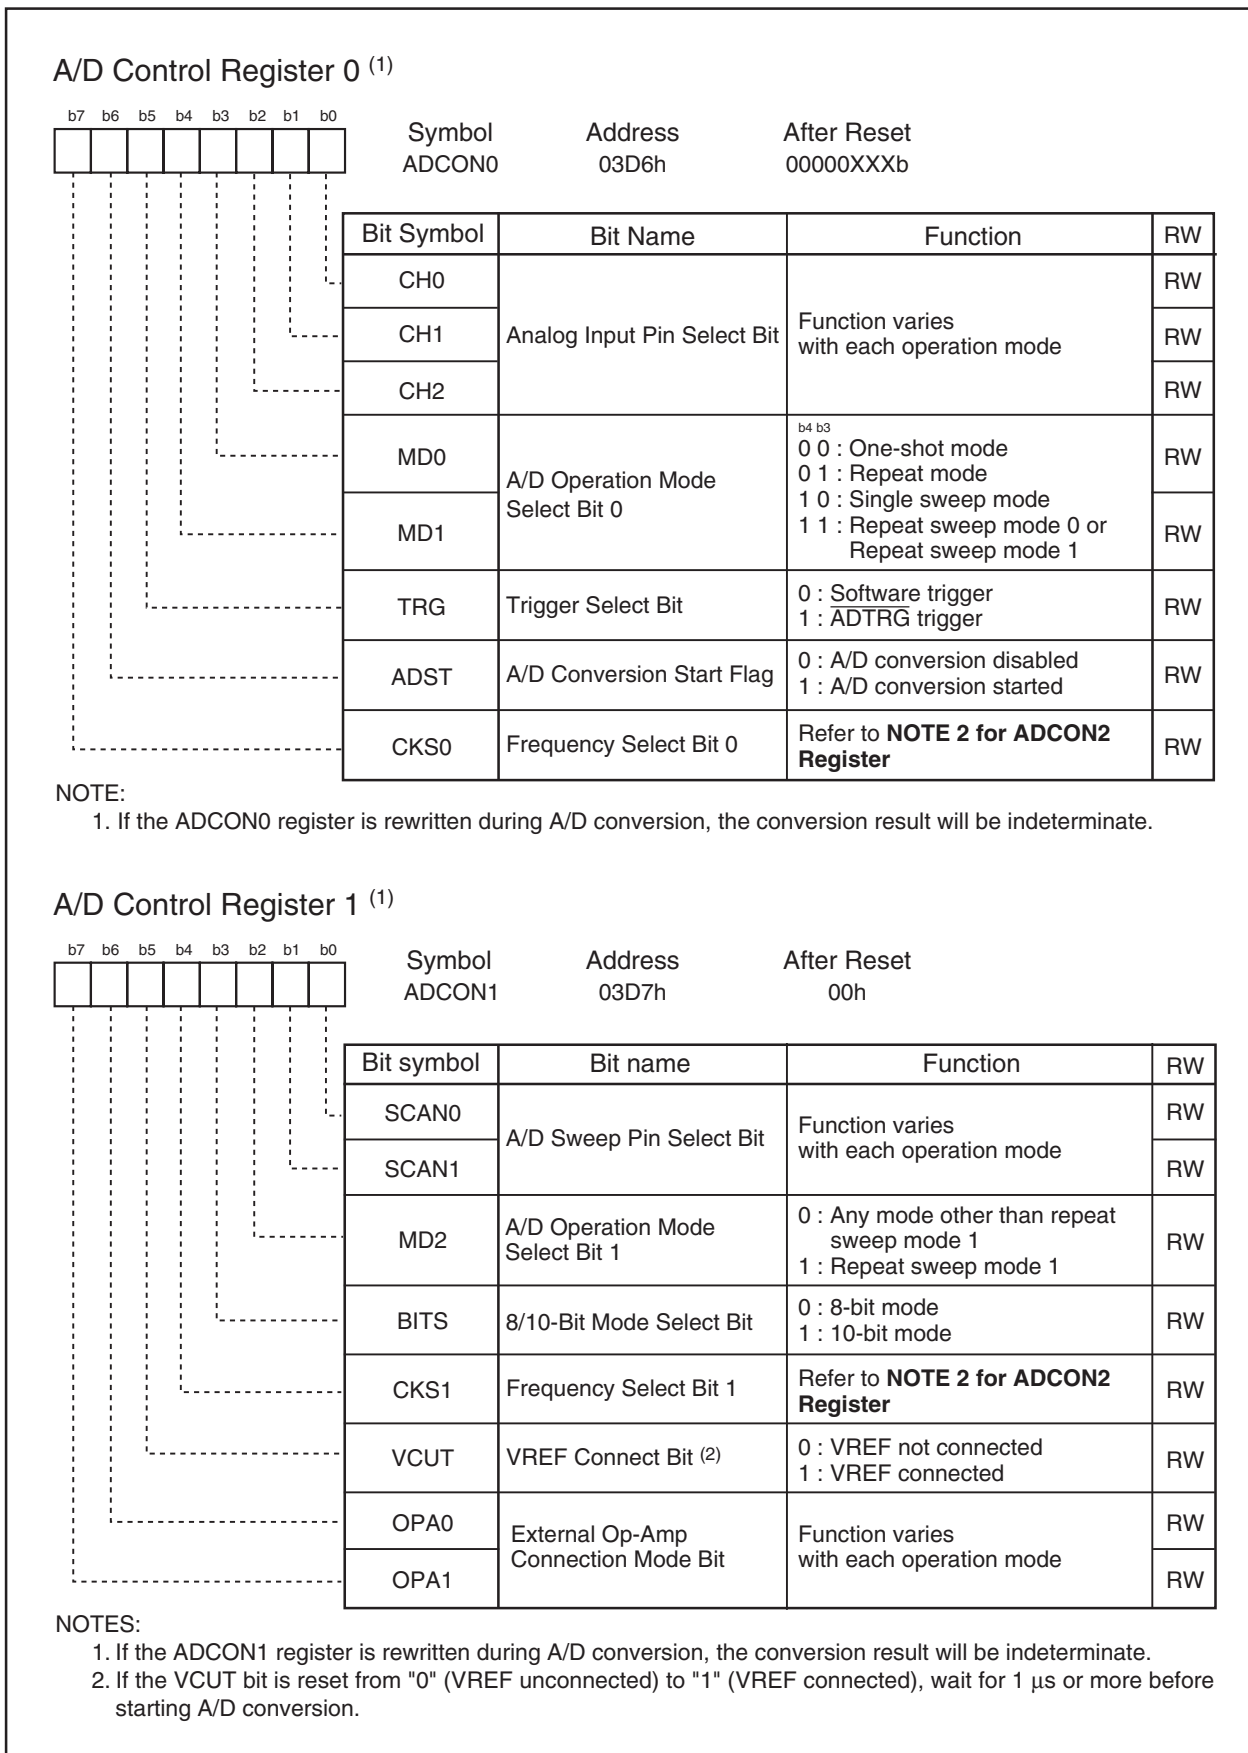 A/D Control Register 0 (1)
b7 b6 b5 b4 b3 b2 b1 b0
Symbol Address After Reset
ADCON0 03D6h 00000XXXb
Bit Symbol Bit Name Function RW
CH0 RW
CH1 Analog Input Pin Select Bit Function varies RW
with each operation mode
CH2 RW
b4 b3
MD0 0 0 : One-shot mode RW
A/D Operation Mode 0 1 : Repeat mode
Select Bit 0 1 0 : Single sweep mode
MD1 1 1 : Repeat sweep mode 0 or RW
Repeat sweep mode 1
TRG Trigger Select Bit 0 : Software trigger RW
1 : ADTRG trigger
ADST A/D Conversion Start Flag 0 : A/D conversion disabled RW
1 : A/D conversion started
CKS0 Frequency Select Bit 0 Refer to NOTE 2 for ADCON2 RW
Register
NOTE:
1. If the ADCON0 register is rewritten during A/D conversion, the conversion result will be indeterminate.
A/D Control Register 1 (1)
b7 b6 b5 b4 b3 b2 b1 b0
Symbol Address After Reset
ADCON1 03D7h 00h
Bit symbol Bit name Function RW
SCAN0 RW
A/D Sweep Pin Select Bit Function varies
with each operation mode
SCAN1 RW
MD2 A/D Operation Mode 0 : Any mode other than repeat RW
Select Bit 1 sweep mode 1
1 : Repeat sweep mode 1
BITS 8/10-Bit Mode Select Bit 0 : 8-bit mode RW
1 : 10-bit mode
CKS1 Frequency Select Bit 1 Refer to NOTE 2 for ADCON2 RW
Register
VCUT VREF Connect Bit (2) 0 : VREF not connected RW
1 : VREF connected
OPA0 RW
External Op-Amp Function varies
Connection Mode Bit with each operation mode
OPA1 RW
NOTES:
1. If the ADCON1 register is rewritten during A/D conversion, the conversion result will be indeterminate.
2. If the VCUT bit is reset from "0" (VREF unconnected) to "1" (VREF connected), wait for 1 μs or more before
starting A/D conversion.